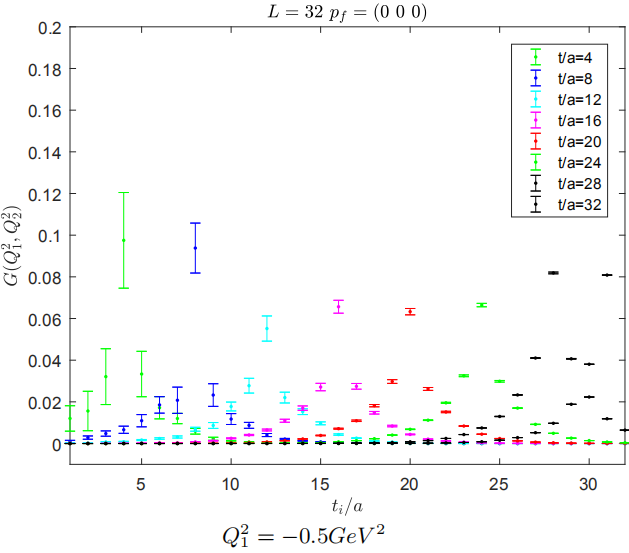 L = 32 p_f = (0 0 0)
0.2
0.18
0.16
0.14
0.12
0.1
0.08
0.06
0.04
0.02
0
G(Q_1^2, Q_2^2)
t/a=4
t/a=8
t/a=12
t/a=16
t/a=20
t/a=24
t/a=28
t/a=32
5 10 15 20 25 30
t_i/a
Q_1^2 = −0.5GeV^2